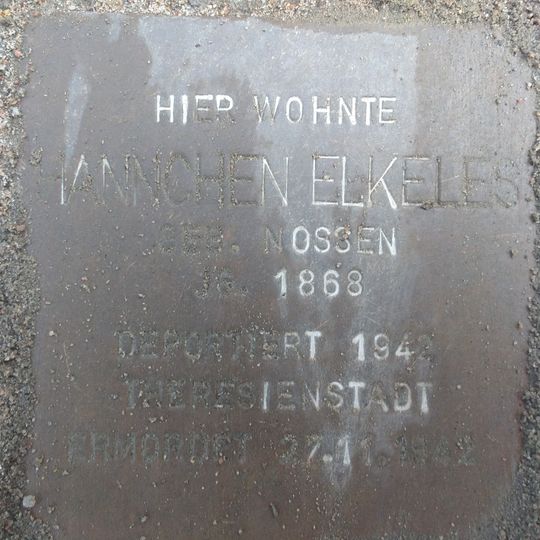 HIER WOHNTE
HANNCHEN ELKELES
GEB. NOSSEN
JG. 1868
DEPORTIERT 1942
THERESIENSTADT
ERMORDET 27.11.1942